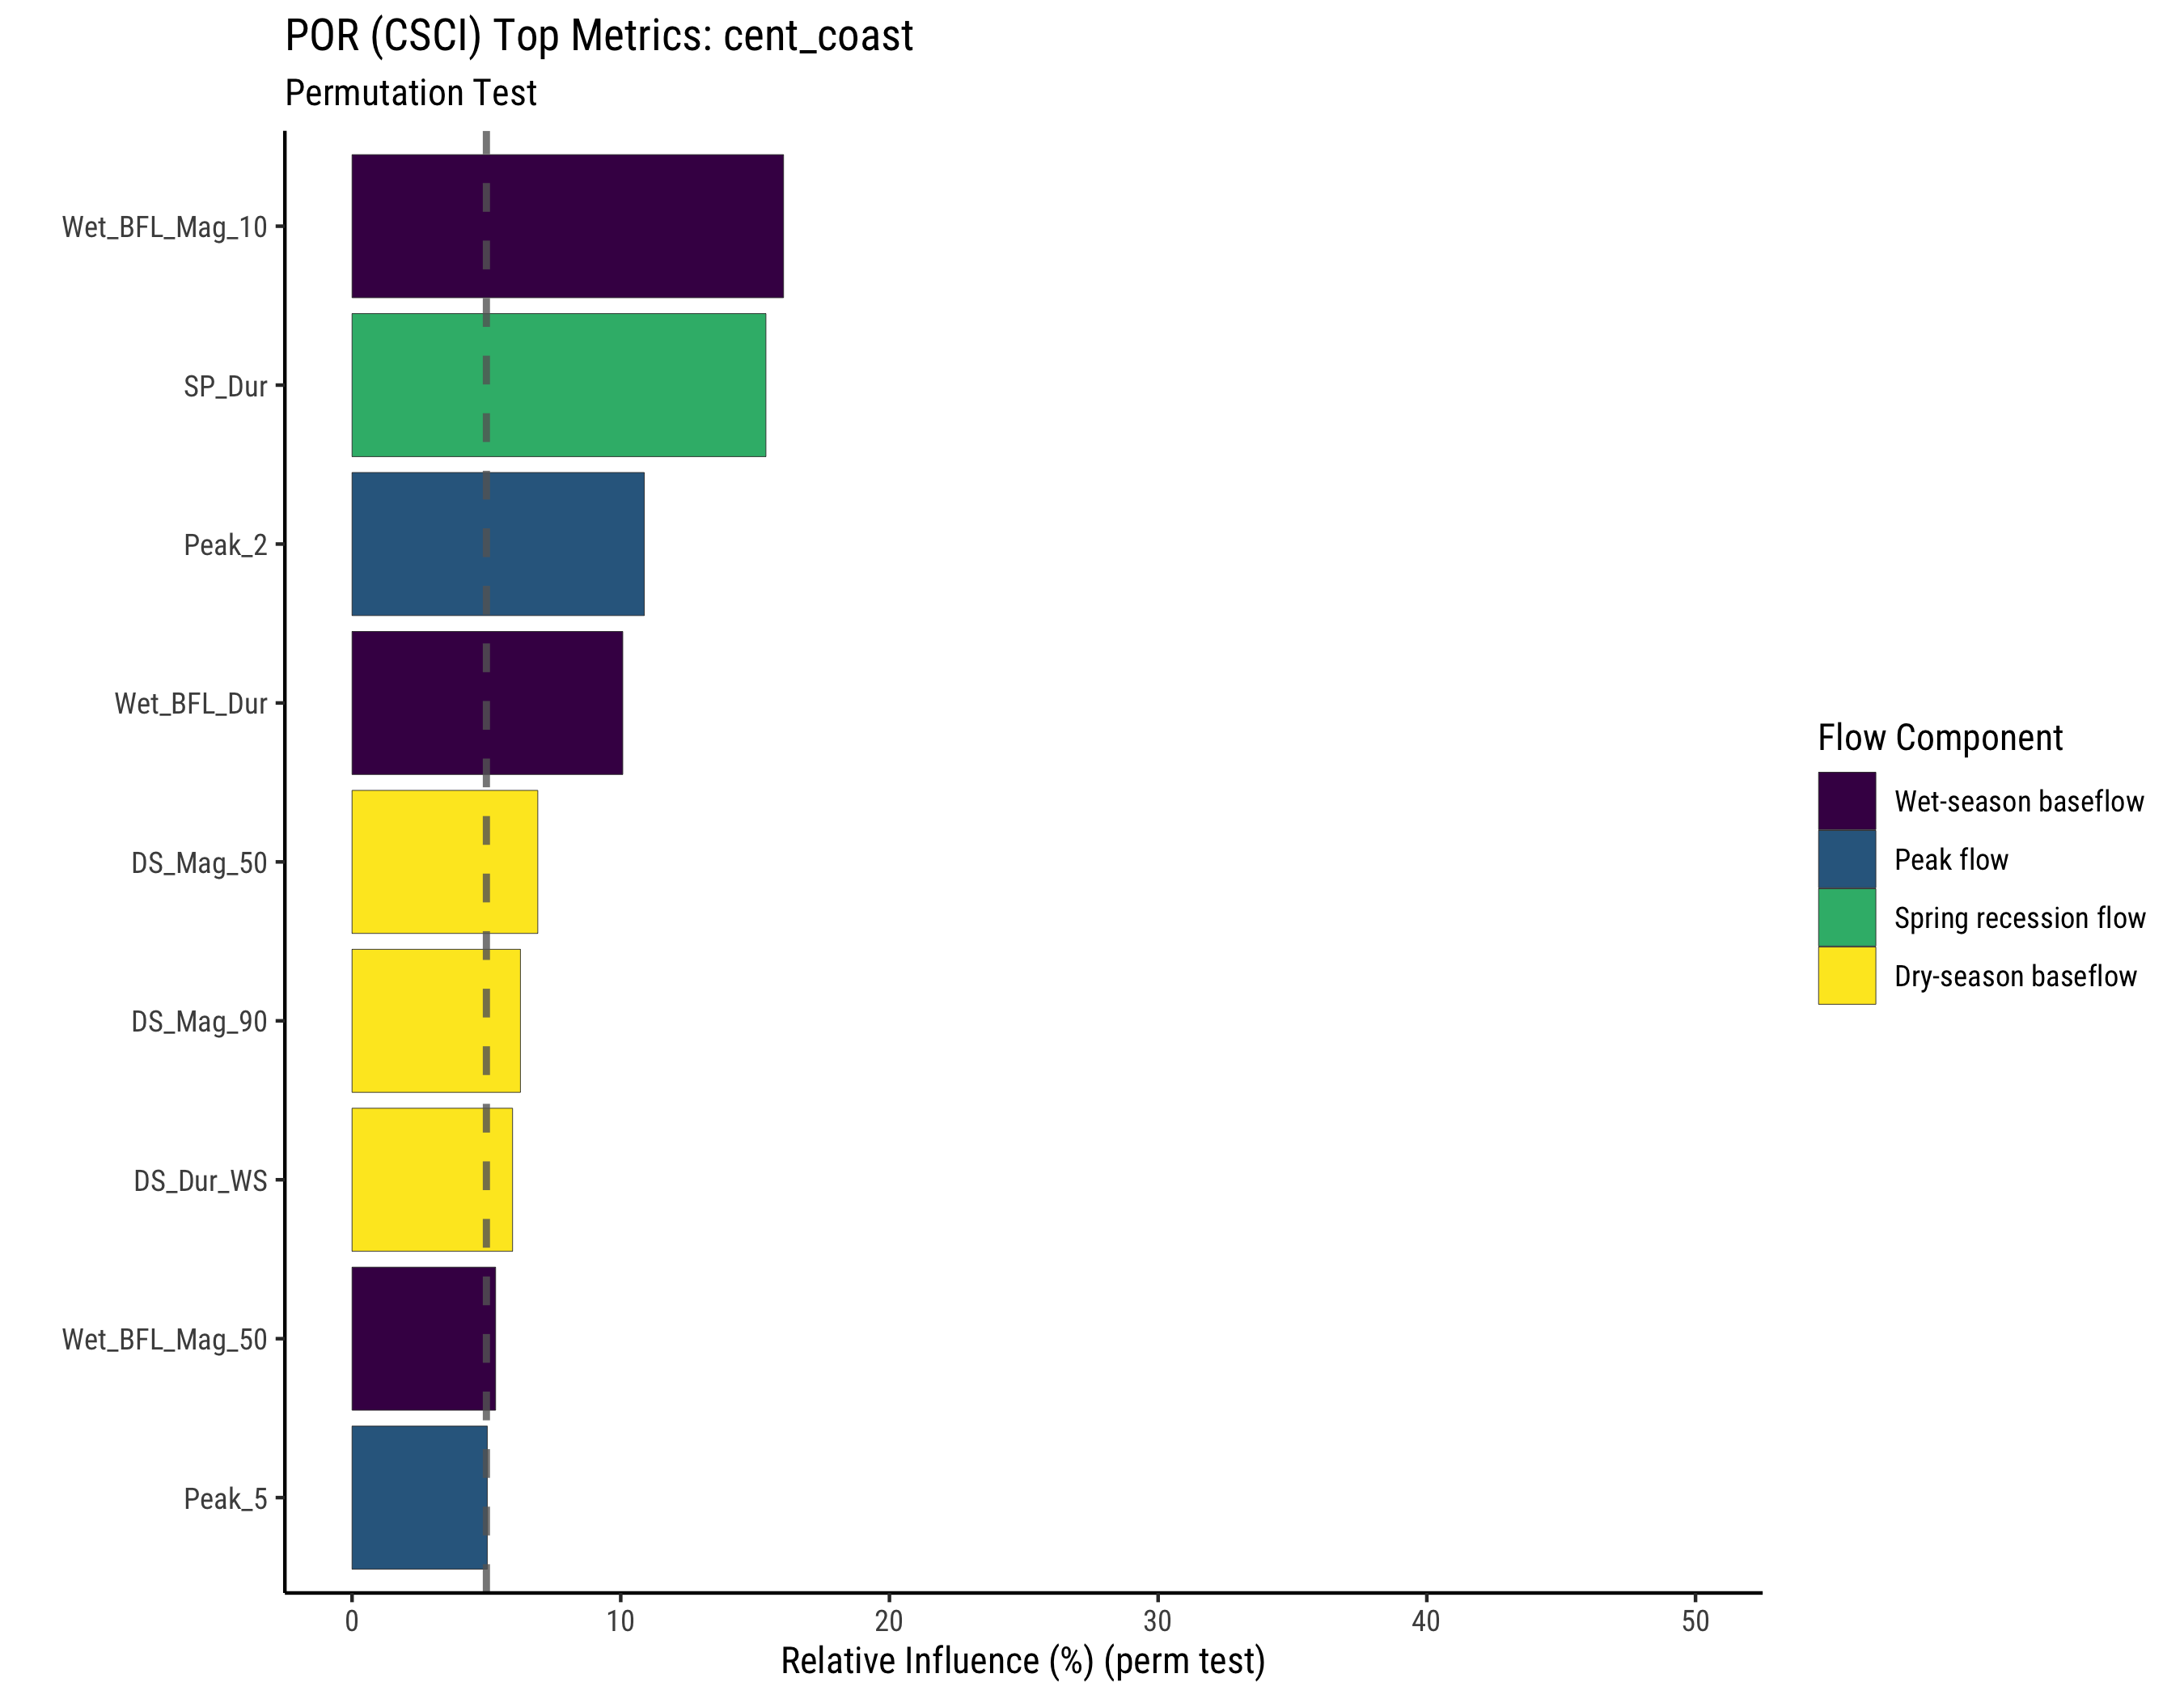 POR (CSCI) Top Metrics: cent_coast
Permutation Test
Wet_BFL_Mag_10
SP_Dur
Peak_2
Wet_BFL_Dur
DS_Mag_50
DS_Mag_90
DS_Dur_WS
Wet_BFL_Mag_50
Peak_5
0 10 20 30 40 50
Relative Influence (%) (perm test)
Flow Component
Wet-season baseflow
Peak flow
Spring recession flow
Dry-season baseflow